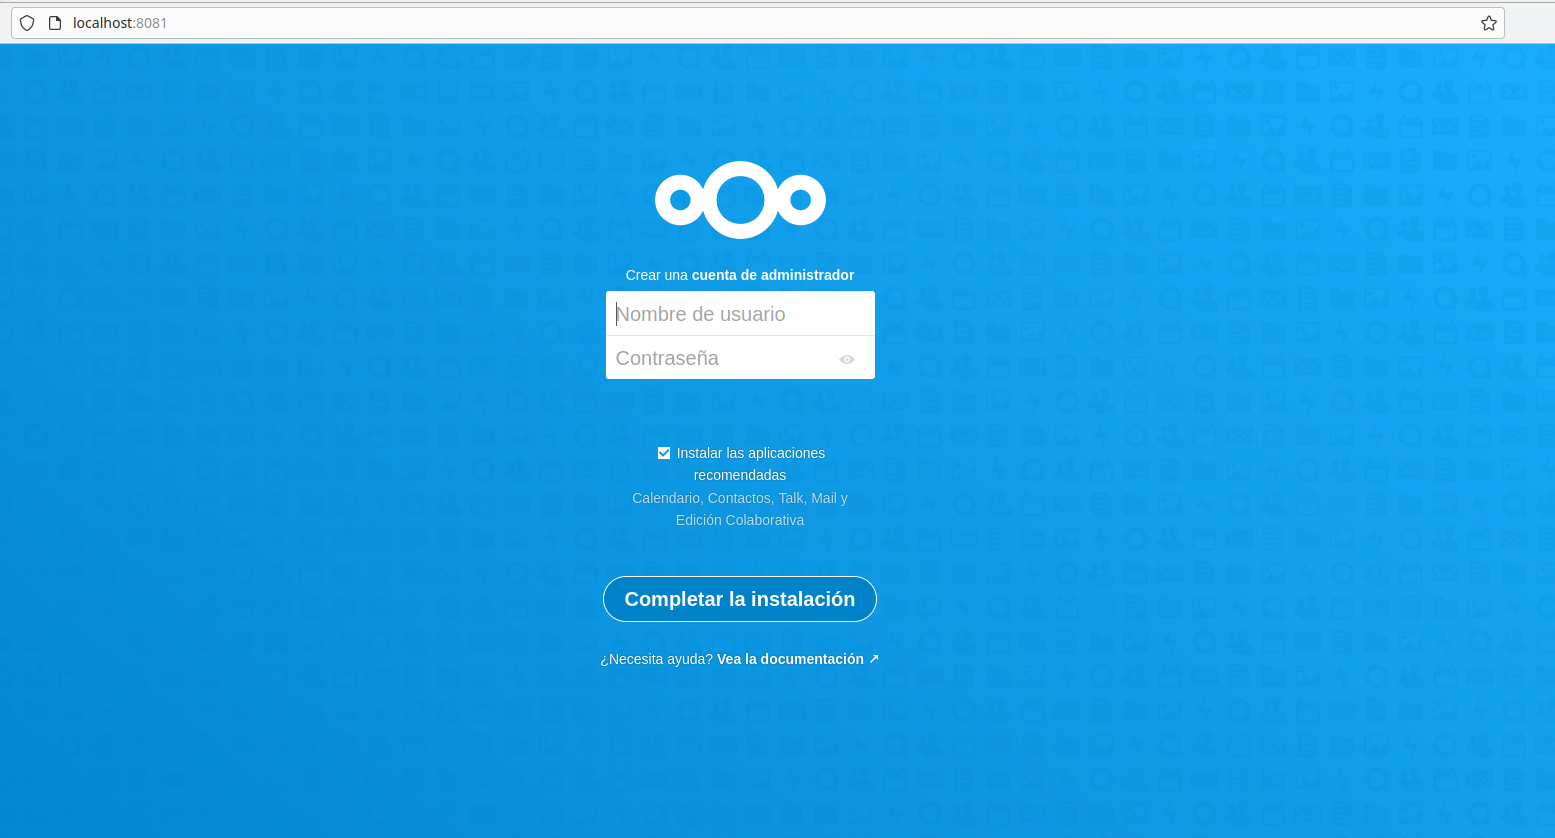 localhost:8081
Crear una cuenta de administrador
Nombre de usuario
Contraseña
Instalar las aplicaciones
recomendadas
Calendario, Contactos, Talk, Mail y
Edición Colaborativa
Completar la instalación
¿Necesita ayuda? Vea la documentación ↗